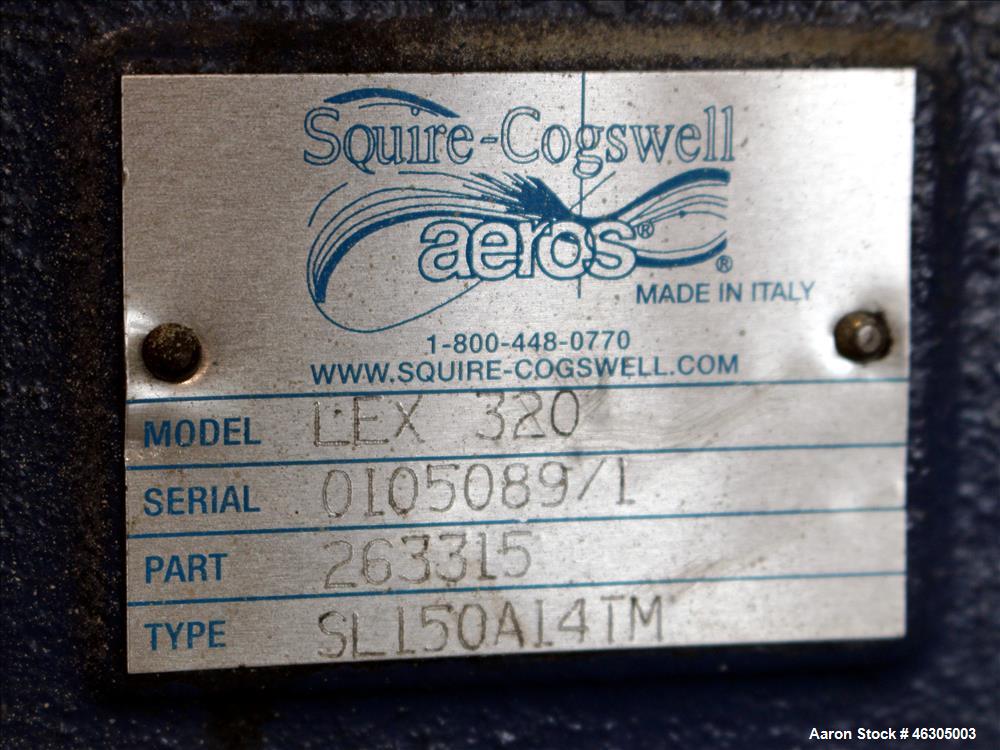 Squire-Cogswell
aeros®
®
MADE IN ITALY
1-800-448-0770
WWW.SQUIRE-COGSWELL.COM
MODEL LEX 320
SERIAL 0105089/1
PART 263315
TYPE SL150A14TM
Aaron Stock # 46305003